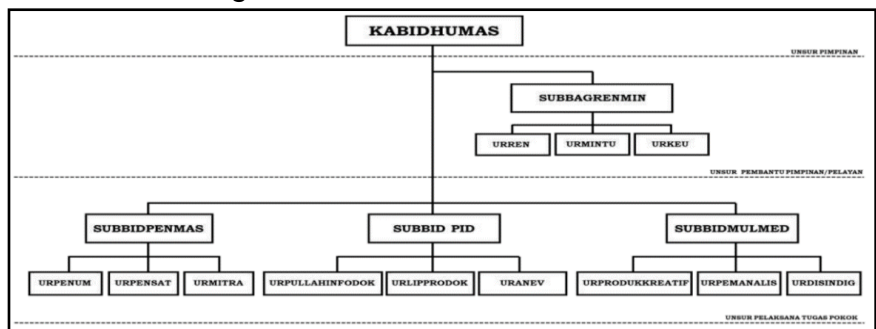 KABIDHUMAS
UNSUR PIMPINAN
SUBBAGRENMIN
URREN URMINTU URKEU
UNSUR PEMBANTU PIMPINAN/PELAYAN
SUBBIDPENMAS SUBBID PID SUBBIDMULMED
URPENUM URPENSAT URMITRA URPULLAHINFODOK URLIPPRODOK URANEV URPRODUKKREATIF URPEMANALIS URDISINDIG
UNSUR PELAKSANA TUGAS POKOK